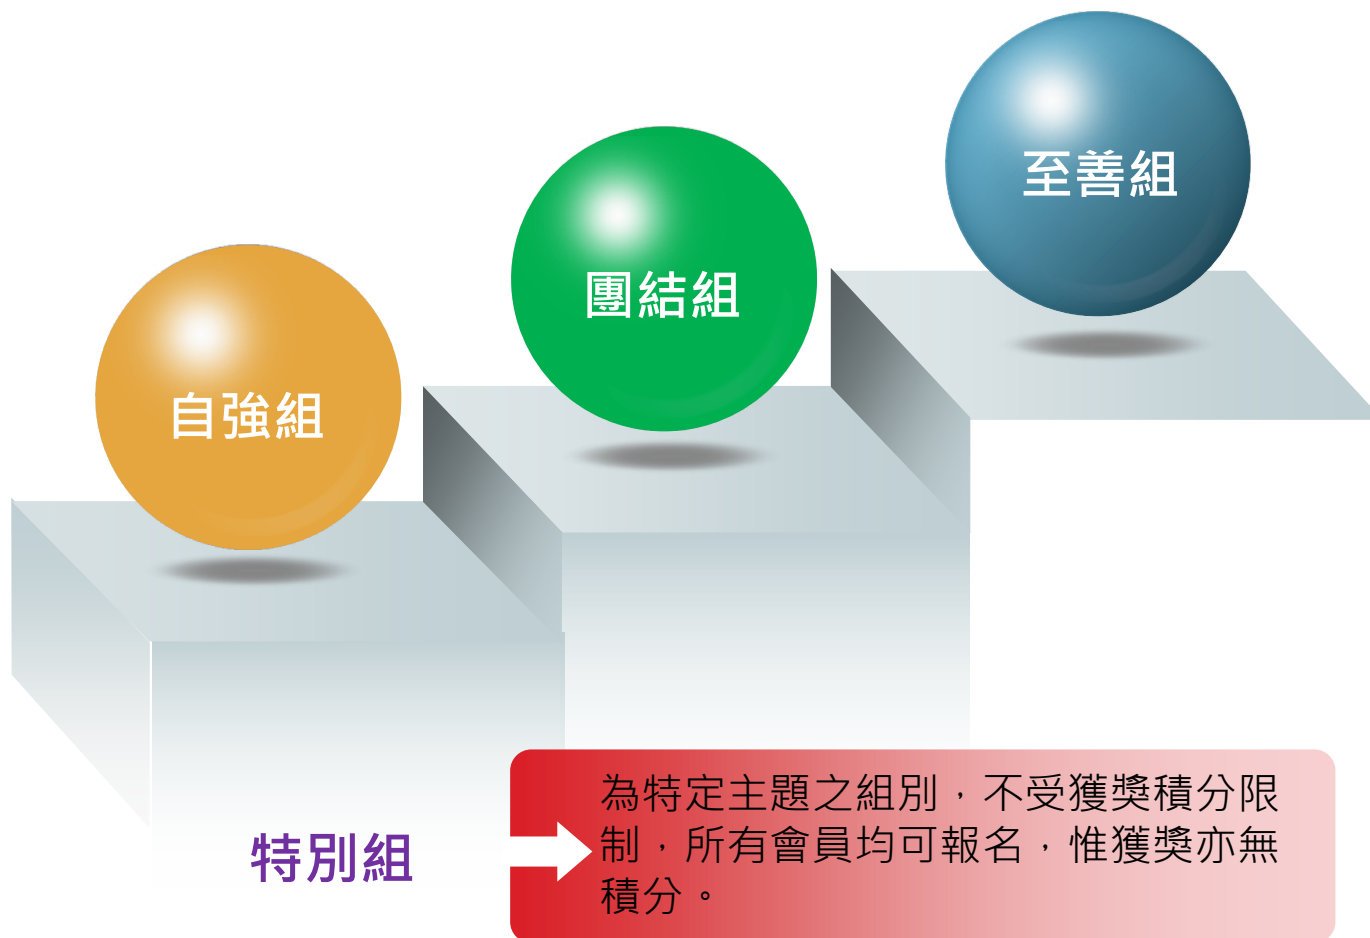 至善組
團結組
自強組
特別組
為特定主題之組別，不受獲獎積分限
制，所有會員均可報名，惟獲獎亦無
積分。